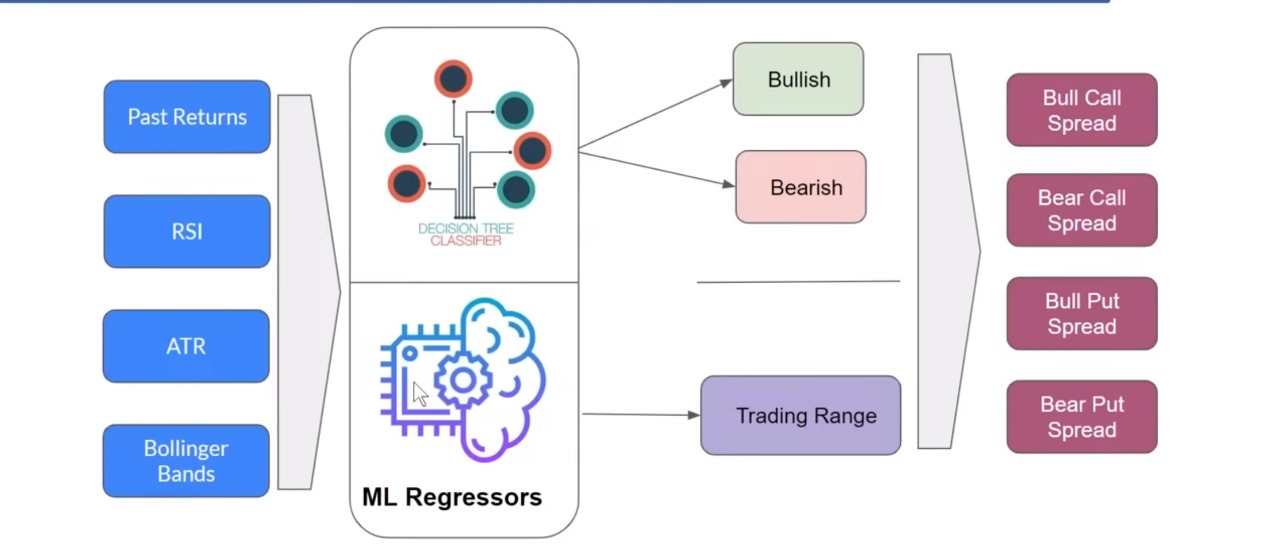 Past Returns
RSI
ATR
Bollinger
Bands
DECISION TREE
CLASSIFIER
ML Regressors
Bullish
Bearish
Trading Range
Bull Call
Spread
Bear Call
Spread
Bull Put
Spread
Bear Put
Spread